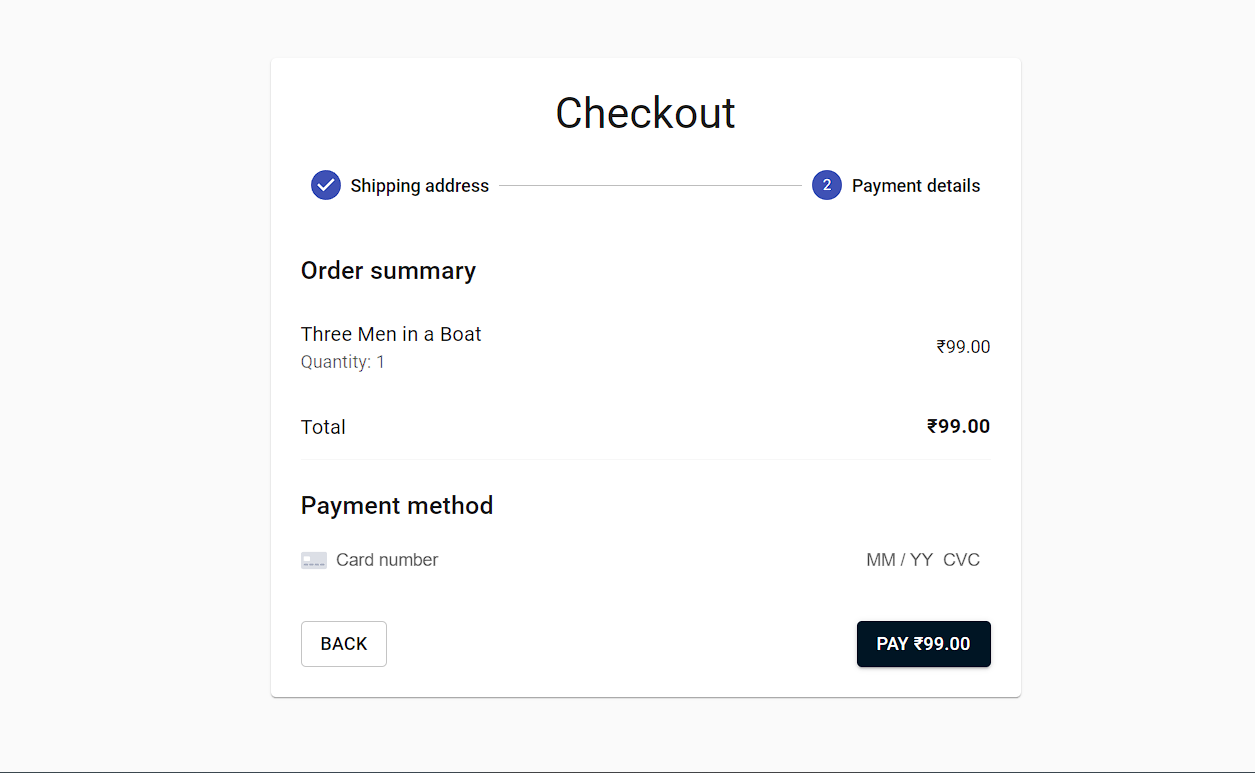 Checkout
Shipping address
2 Payment details
Order summary
Three Men in a Boat
Quantity: 1
₹99.00
Total ₹99.00
Payment method
Card number MM / YY CVC
BACK PAY ₹99.00